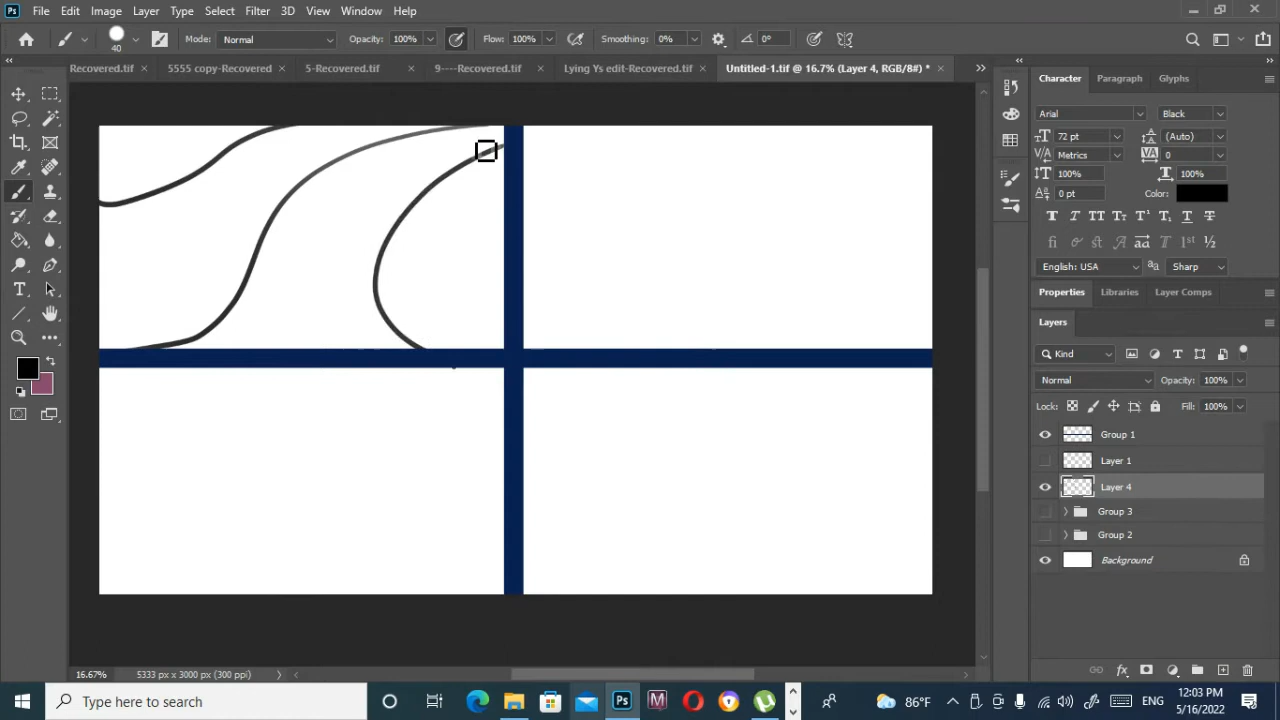 Ps File Edit Image Layer Type Select Filter 3D View Window Help
40 Mode: Normal Opacity: 100% Flow: 100% Smoothing: 0% 0°
Recovered.tif × 5555 copy-Recovered × 5-Recovered.tif × 9----Recovered.tif × Lying Ys edit-Recovered.tif × Untitled-1.tif @ 16.7% (Layer 4, RGB/8#) * ×
Character Paragraph Glyphs
Arial Black
72 pt (Auto)
Metrics 0
100% 100%
0 pt Color:
English: USA Sharp
Properties Libraries Layer Comps
Layers
Kind
Normal Opacity: 100%
Lock: Fill: 100%
Group 1
Layer 1
Layer 4
Group 3
Group 2
Background
16.67% 5333 px x 3000 px (300 ppi)
Type here to search
86°F
ENG
12:03 PM
5/16/2022